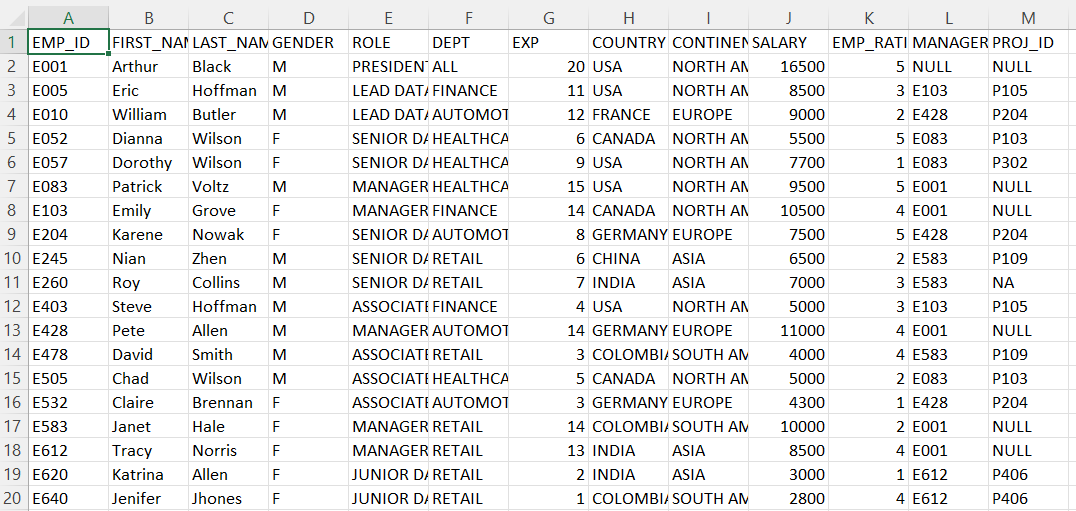 A B C D E F G H I J K L M
1 EMP_ID FIRST_NAM LAST_NAM GENDER ROLE DEPT EXP COUNTRY CONTINEN SALARY EMP_RATI MANAGER PROJ_ID
2 E001 Arthur Black M PRESIDENT ALL 20 USA NORTH AM 16500 5 NULL NULL
3 E005 Eric Hoffman M LEAD DATA FINANCE 11 USA NORTH AM 8500 3 E103 P105
4 E010 William Butler M LEAD DATA AUTOMOT 12 FRANCE EUROPE 9000 2 E428 P204
5 E052 Dianna Wilson F SENIOR DA HEALTHCA 6 CANADA NORTH AM 5500 5 E083 P103
6 E057 Dorothy Wilson F SENIOR DA HEALTHCA 9 USA NORTH AM 7700 1 E083 P302
7 E083 Patrick Voltz M MANAGER HEALTHCA 15 USA NORTH AM 9500 5 E001 NULL
8 E103 Emily Grove F MANAGER FINANCE 14 CANADA NORTH AM 10500 4 E001 NULL
9 E204 Karene Nowak F SENIOR DA AUTOMOT 8 GERMANY EUROPE 7500 5 E428 P204
10 E245 Nian Zhen M SENIOR DA RETAIL 6 CHINA ASIA 6500 2 E583 P109
11 E260 Roy Collins M SENIOR DA RETAIL 7 INDIA ASIA 7000 3 E583 NA
12 E403 Steve Hoffman M ASSOCIATE FINANCE 4 USA NORTH AM 5000 3 E103 P105
13 E428 Pete Allen M MANAGER AUTOMOT 14 GERMANY EUROPE 11000 4 E001 NULL
14 E478 David Smith M ASSOCIATE RETAIL 3 COLOMBIA SOUTH AM 4000 4 E583 P109
15 E505 Chad Wilson M ASSOCIATE HEALTHCA 5 CANADA NORTH AM 5000 2 E083 P103
16 E532 Claire Brennan F ASSOCIATE AUTOMOT 3 GERMANY EUROPE 4300 1 E428 P204
17 E583 Janet Hale F MANAGER RETAIL 14 COLOMBIA SOUTH AM 10000 2 E001 NULL
18 E612 Tracy Norris F MANAGER RETAIL 13 INDIA ASIA 8500 4 E001 NULL
19 E620 Katrina Allen F JUNIOR DA RETAIL 2 INDIA ASIA 3000 1 E612 P406
20 E640 Jenifer Jhones F JUNIOR DA RETAIL 1 COLOMBIA SOUTH AM 2800 4 E612 P406